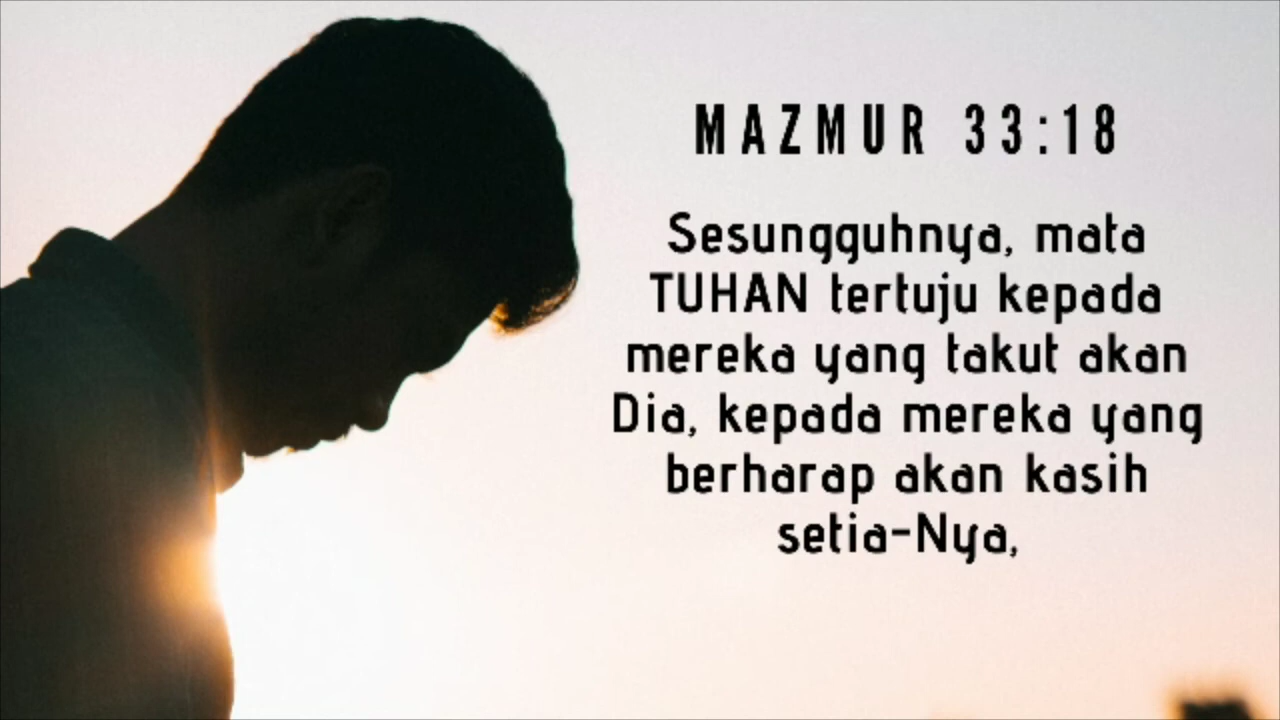 MAZMUR 33:18
Sesungguhnya, mata
TUHAN tertuju kepada
mereka yang takut akan
Dia, kepada mereka yang
berharap akan kasih
setia-Nya,